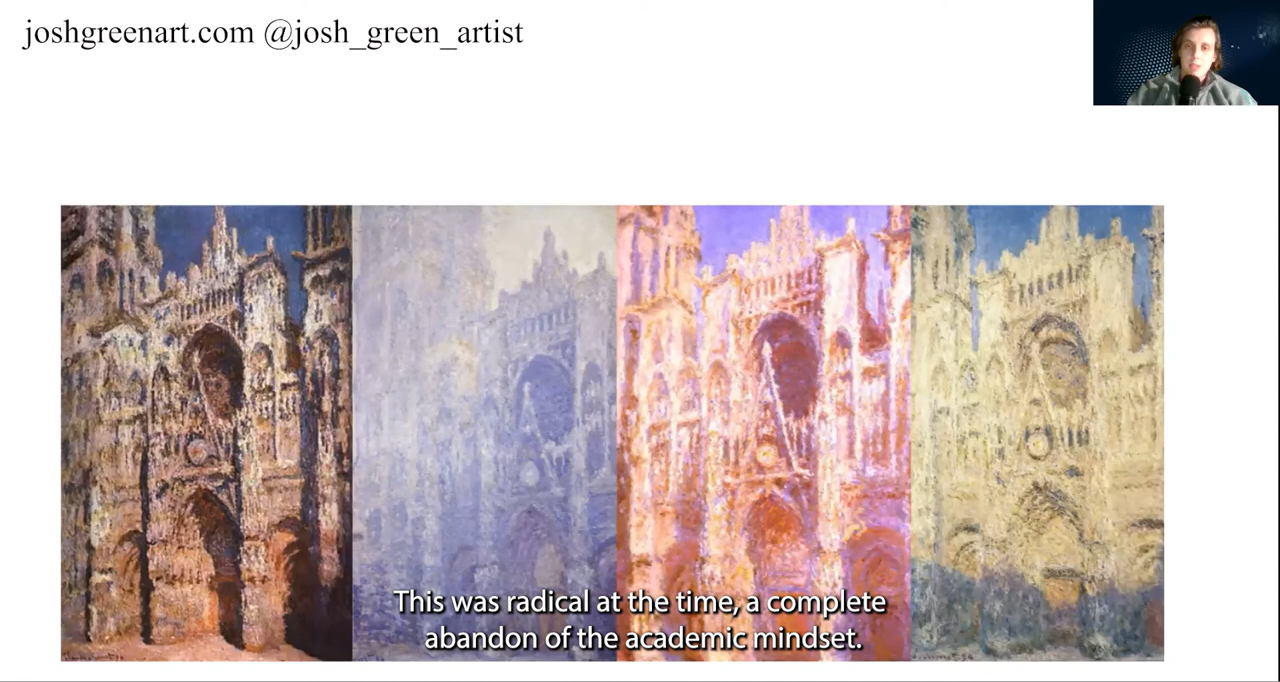 joshgreenart.com @josh_green_artist
This was radical at the time, a complete
abandon of the academic mindset.